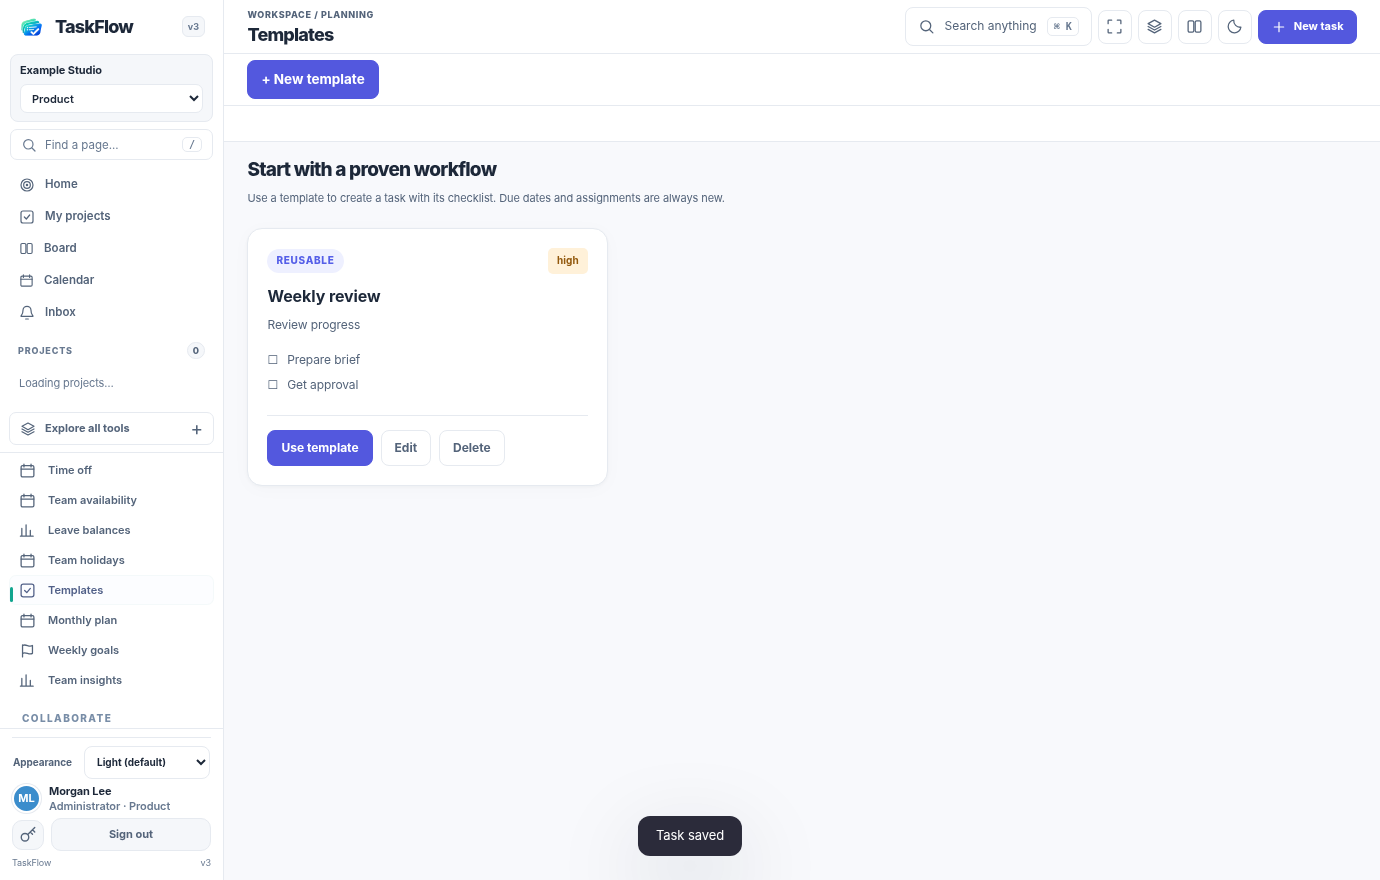 TaskFlow
v3
Example Studio
Product
Find a page...
/
Home
My projects
Board
Calendar
Inbox
PROJECTS
0
Loading projects...
Explore all tools
+
Time off
Team availability
Leave balances
Team holidays
Templates
Monthly plan
Weekly goals
Team insights
COLLABORATE
Appearance
Light (default)
ML
Morgan Lee
Administrator · Product
Sign out
TaskFlow
v3
WORKSPACE / PLANNING
Templates
Search anything
⌘ K
New task
+ New template
Start with a proven workflow
Use a template to create a task with its checklist. Due dates and assignments are always new.
REUSABLE
high
Weekly review
Review progress
☐ Prepare brief
☐ Get approval
Use template
Edit
Delete
Task saved